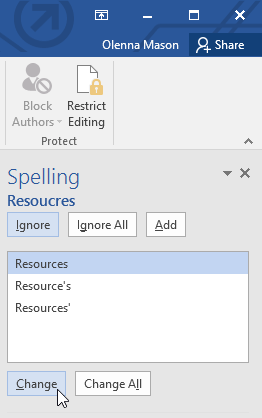 Olenna Mason Share
Block Authors Restrict Editing
Protect
Spelling
Resoucres
Ignore Ignore All Add
Resources
Resource's
Resources'
Change Change All